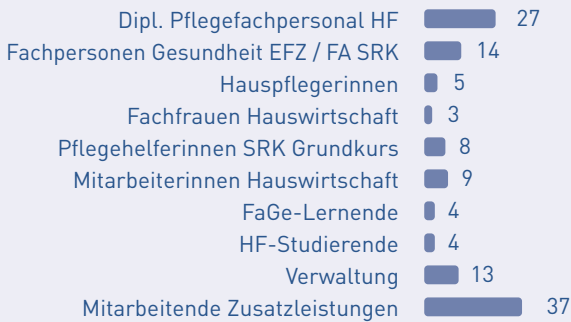 Dipl. Pflegefachpersonal HF 27
Fachpersonen Gesundheit EFZ / FA SRK 14
Hauspflegerinnen 5
Fachfrauen Hauswirtschaft 3
Pflegehelferinnen SRK Grundkurs 8
Mitarbeiterinnen Hauswirtschaft 9
FaGe-Lernende 4
HF-Studierende 4
Verwaltung 13
Mitarbeitende Zusatzleistungen 37